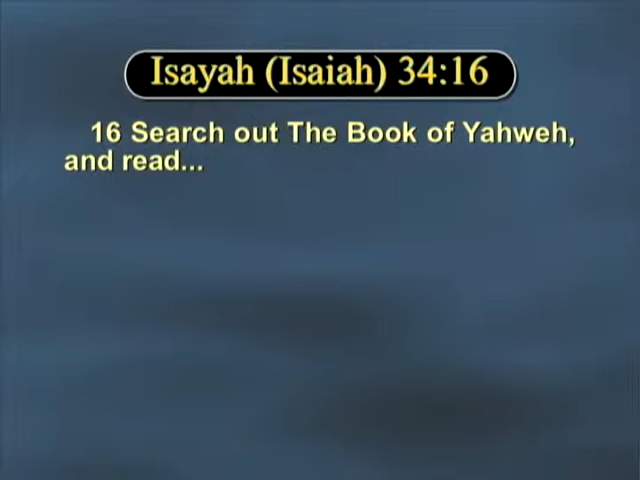 Isayah (Isaiah) 34:16
16 Search out The Book of Yahweh,
and read...